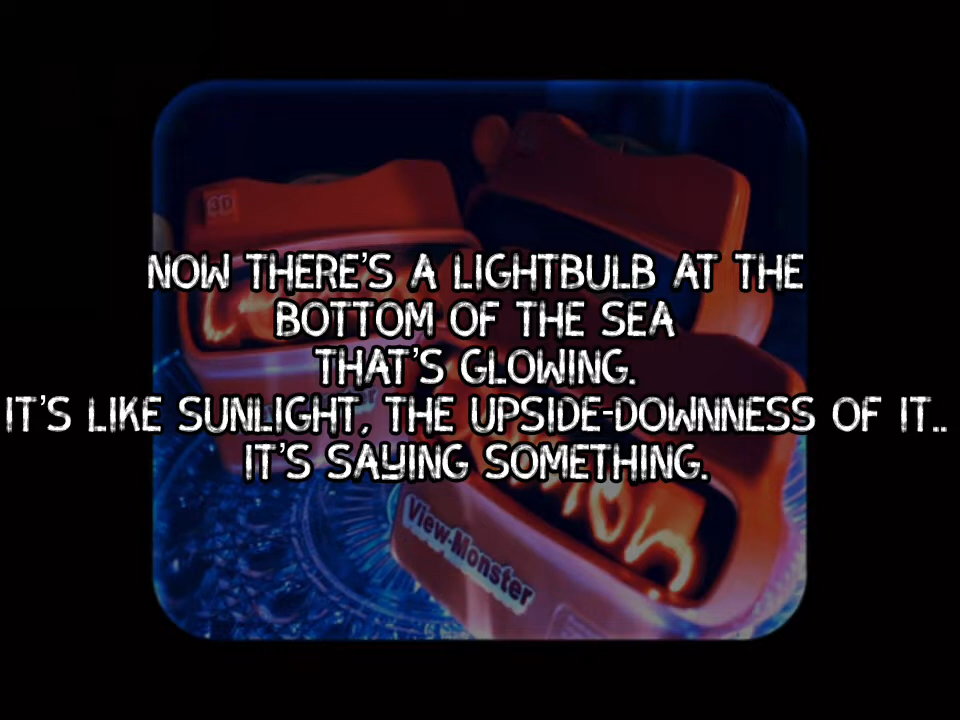 3D
NOW THERE'S A LIGHTBULB AT THE
BOTTOM OF THE SEA
THAT'S GLOWING.
IT'S LIKE SUNLIGHT, THE UPSIDE-DOWNNESS OF IT..
IT'S SAYING SOMETHING.
View-Monster